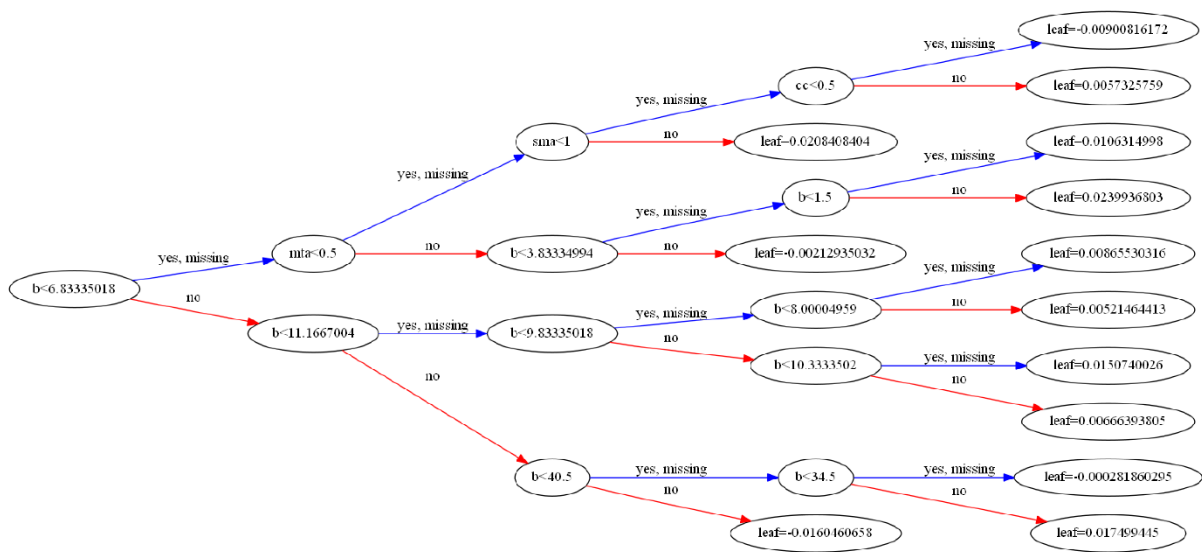 leaf=-0.00900816172
yes, missing
cc<0.5
no
leaf=0.0057325759
yes, missing
sma<1
no
leaf=0.0208408404
leaf=0.0106314998
yes, missing
yes, missing
b<1.5
no
leaf=0.0239936803
yes, missing
mta<0.5
no
b<3.83334994
no
leaf=-0.00212935032
leaf=0.00865530316
yes, missing
b<6.83335018
no
b<8.00004959
no
leaf=0.00521464413
yes, missing
b<11.1667004
yes, missing
b<9.83335018
no
b<10.3333502
yes, missing
leaf=0.0150740026
no
leaf=0.00666393805
no
b<40.5
yes, missing
b<34.5
yes, missing
leaf=-0.000281860295
no
leaf=-0.0160460658
no
leaf=0.017499445